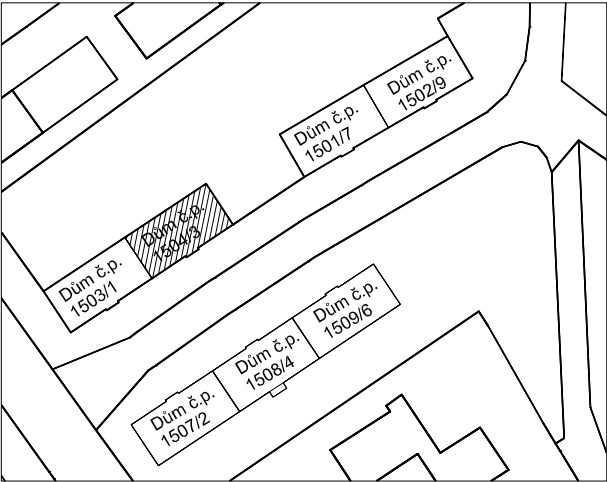 Dům č.p.
1502/9
Dům č.p.
1501/7
Dům č.p.
1504/3
Dům č.p.
1503/1
Dům č.p.
1509/6
Dům č.p.
1508/4
Dům č.p.
1507/2